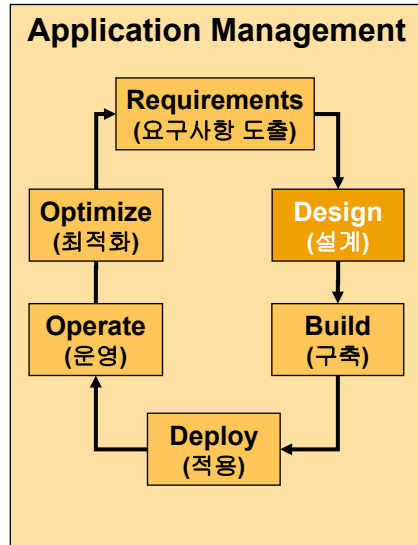 Application Management
Requirements
(요구사항 도출)
Optimize
(최적화)
Design
(설계)
Operate
(운영)
Build
(구축)
Deploy
(적용)